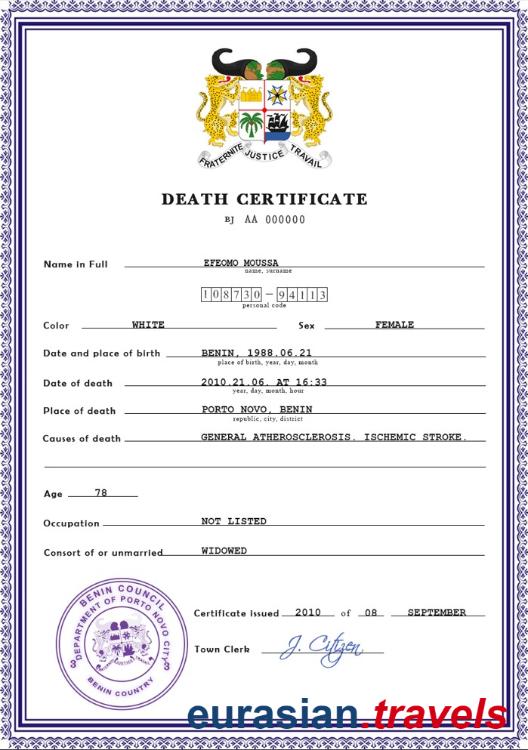 FRATERNITE JUSTICE TRAVAIL
DEATH CERTIFICATE
BJ AA 000000
Name in Full EFEOMO MOUSSA
name, surname
108730-94113
personal code
Color WHITE Sex FEMALE
Date and place of birth BENIN, 1988.06.21
place of birth, year, day, month
Date of death 2010.21.06. AT 16:33
year, day, month, hour
Place of death PORTO NOVO, BENIN
republic, city, district
Causes of death GENERAL ATHEROSCLEROSIS. ISCHEMIC STROKE.
Age 78
Occupation NOT LISTED
Consort of or unmarried WIDOWED
BENIN COUNCIL
DEPARTMENT OF PORTO NOVO CITY
3 3
BENIN COUNTRY
Certificate issued 2010 of 08 SEPTEMBER
Town Clerk J. Citizen
eurasian.travels